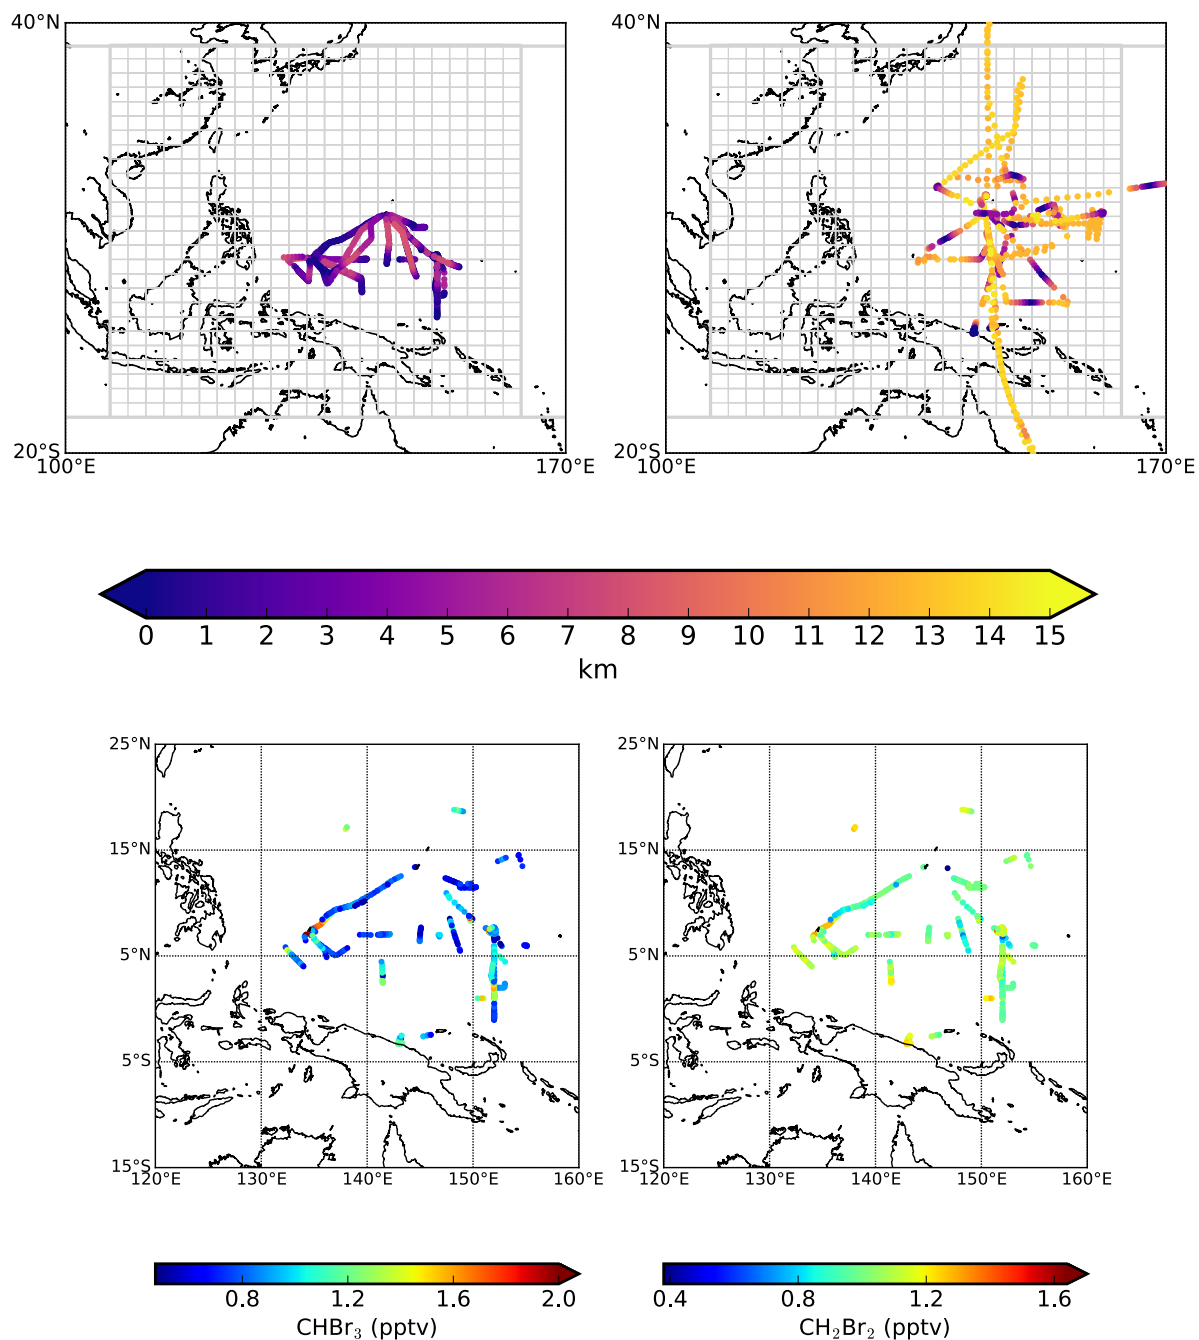 40°N
20°S
100°E 170°E 100°E 170°E
0 1 2 3 4 5 6 7 8 9 10 11 12 13 14 15
km
25°N 25°N
15°N 15°N
5°N 5°N
5°S 5°S
15°S 15°S
120°E 130°E 140°E 150°E 160°E 120°E 130°E 140°E 150°E 160°E
0.8 1.2 1.6 2.0 0.4 0.8 1.2 1.6
CHBr₃ (pptv) CH₂Br₂ (pptv)